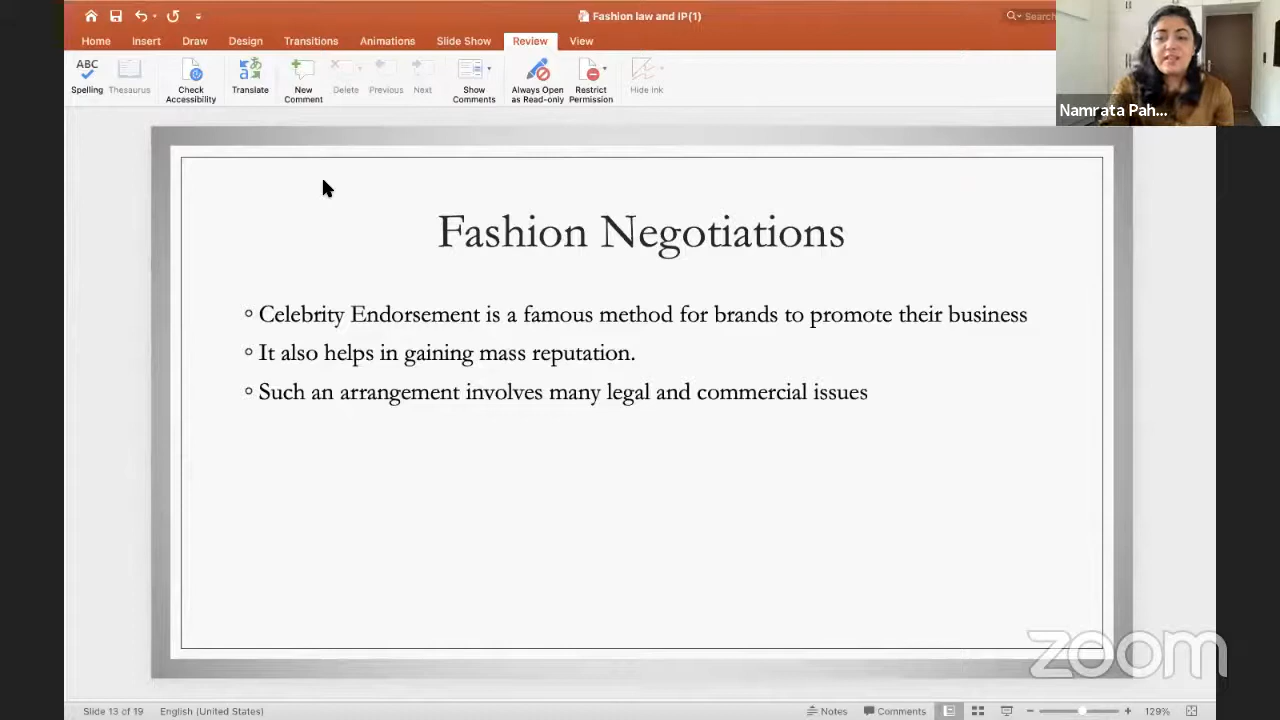 Fashion law and IP(1)
Search
Home Insert Draw Design Transitions Animations Slide Show Review View
ABC
Spelling Thesaurus Check Accessibility Translate New Comment Delete Previous Next Show Comments Always Open as Read-only Restrict Permission Hide Ink
Namrata Pah...
Fashion Negotiations
Celebrity Endorsement is a famous method for brands to promote their business
It also helps in gaining mass reputation.
Such an arrangement involves many legal and commercial issues
zoom
Slide 13 of 19 English (United States) Notes Comments 129%